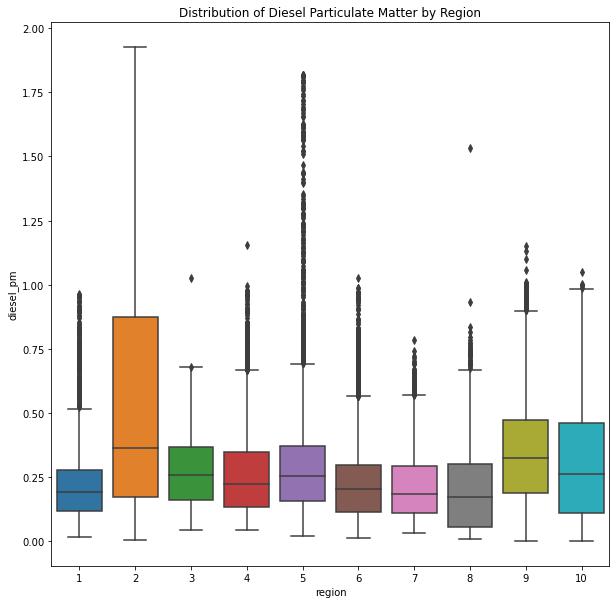 Distribution of Diesel Particulate Matter by Region
2.00
1.75
1.50
1.25
1.00
0.75
0.50
0.25
0.00
diesel_pm
1 2 3 4 5 6 7 8 9 10
region